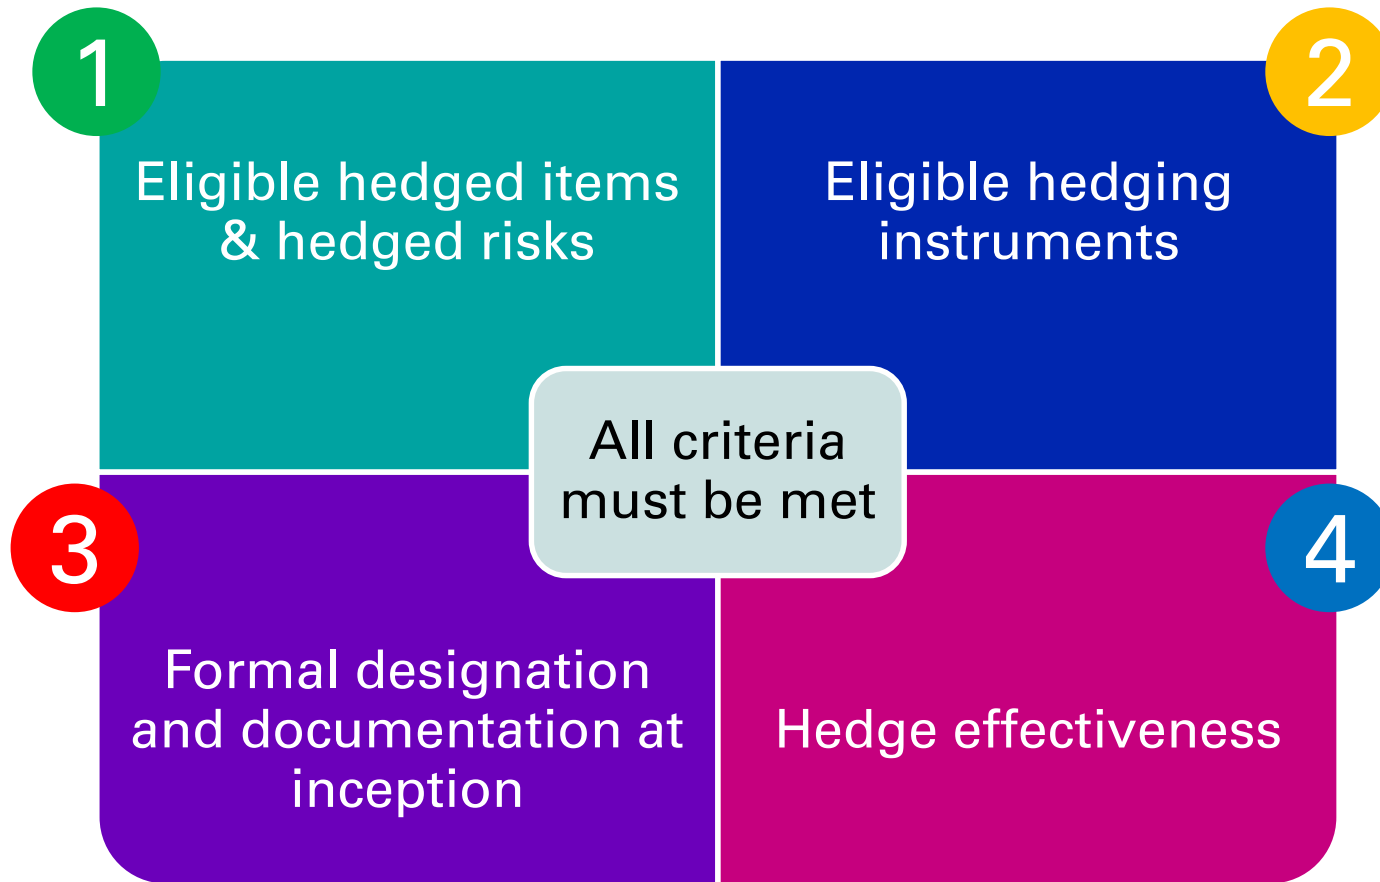 1
Eligible hedged items
& hedged risks
2
Eligible hedging
instruments
All criteria
must be met
3
Formal designation
and documentation at
inception
4
Hedge effectiveness